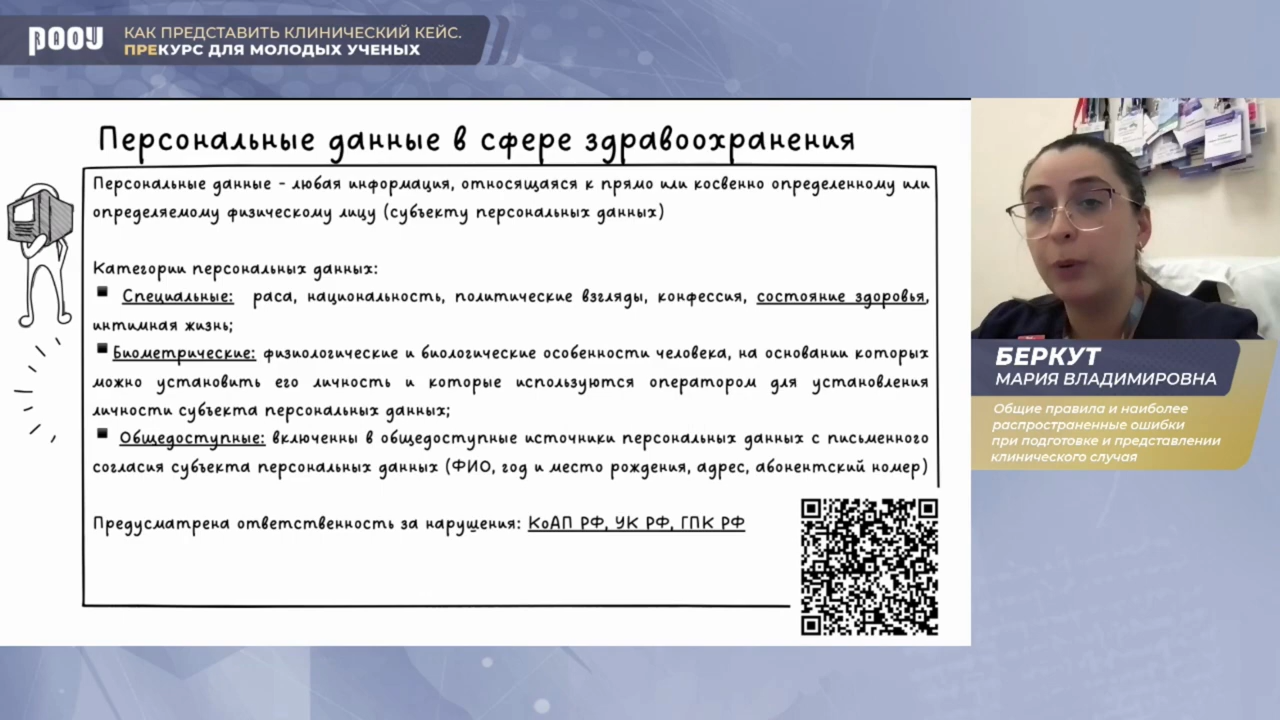 РООУ
КАК ПРЕДСТАВИТЬ КЛИНИЧЕСКИЙ КЕЙС.
ПРЕКУРС ДЛЯ МОЛОДЫХ УЧЕНЫХ
Персональные данные в сфере здравоохранения
Персональные данные - любая информация, относящаяся к прямо или косвенно определенному или
определяемому физическому лицу (субъекту персональных данных)
Категории персональных данных:
▪ Специальные: раса, национальность, политические взгляды, конфессия, состояние здоровья,
интимная жизнь;
▪ Биометрические: физиологические и биологические особенности человека, на основании которых
можно установить его личность и которые используются оператором для установления
личности субъекта персональных данных;
▪ Общедоступные: включенны в общедоступные источники персональных данных с письменного
согласия субъекта персональных данных (ФИО, год и место рождения, адрес, абонентский номер)
Предусмотрена ответственность за нарушения: КоАП РФ, УК РФ, ГПК РФ
БЕРКУТ
МАРИЯ ВЛАДИМИРОВНА
Общие правила и наиболее
распространенные ошибки
при подготовке и представлении
клинического случая